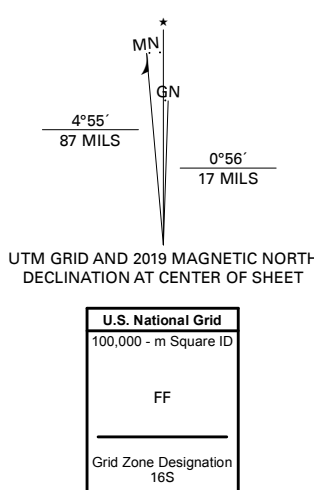 ★
MN
GN
4°55´
87 MILS
0°56´
17 MILS
UTM GRID AND 2019 MAGNETIC NORTH
DECLINATION AT CENTER OF SHEET
U.S. National Grid
100,000 - m Square ID
FF
Grid Zone Designation
16S